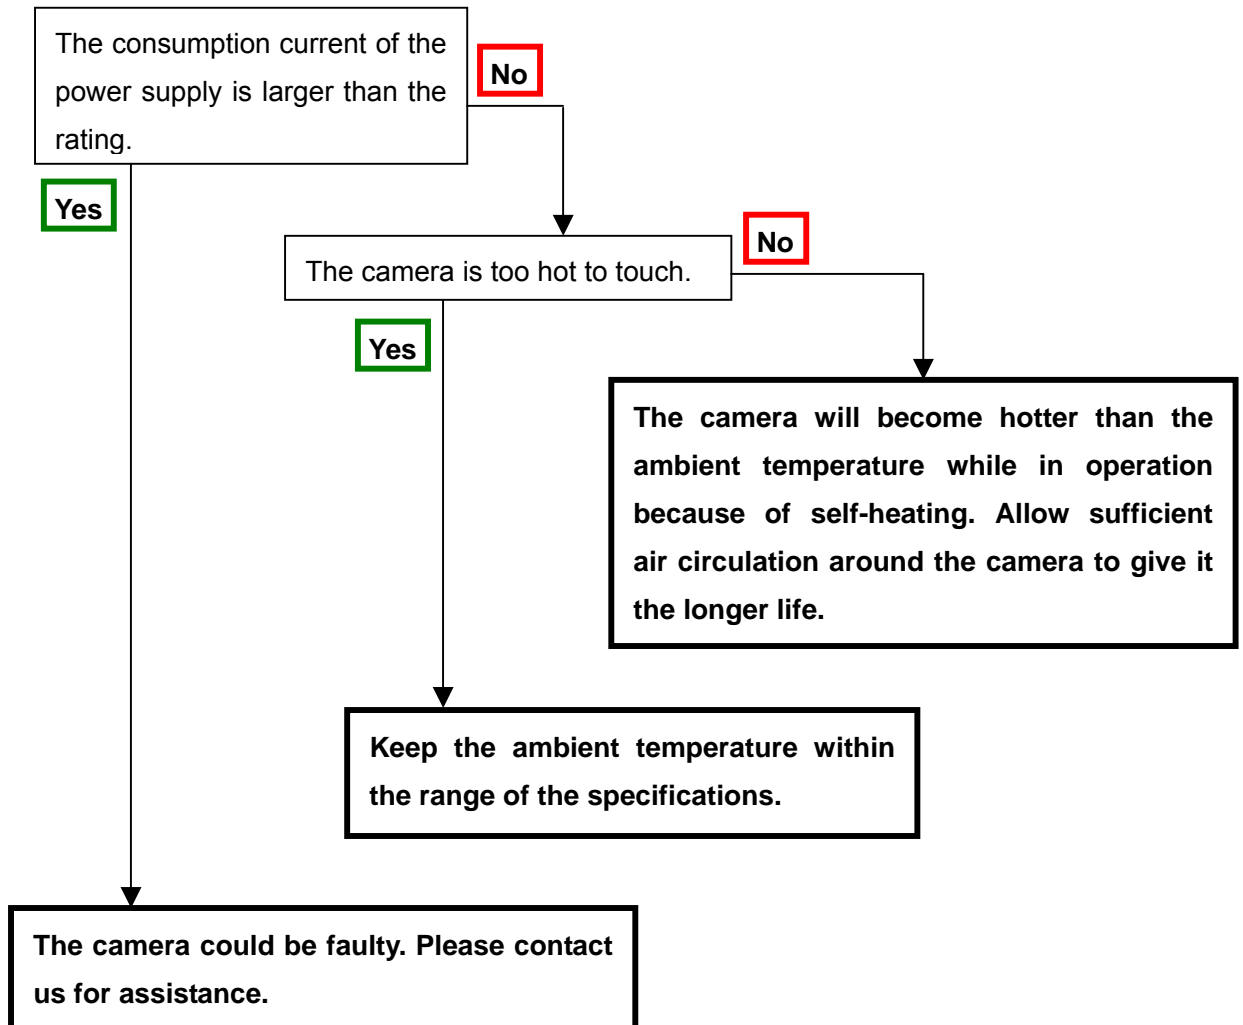 The consumption current of the
power supply is larger than the
rating.
No
Yes
The camera is too hot to touch.
No
Yes
The camera will become hotter than the
ambient temperature while in operation
because of self-heating. Allow sufficient
air circulation around the camera to give it
the longer life.
Keep the ambient temperature within
the range of the specifications.
The camera could be faulty. Please contact
us for assistance.